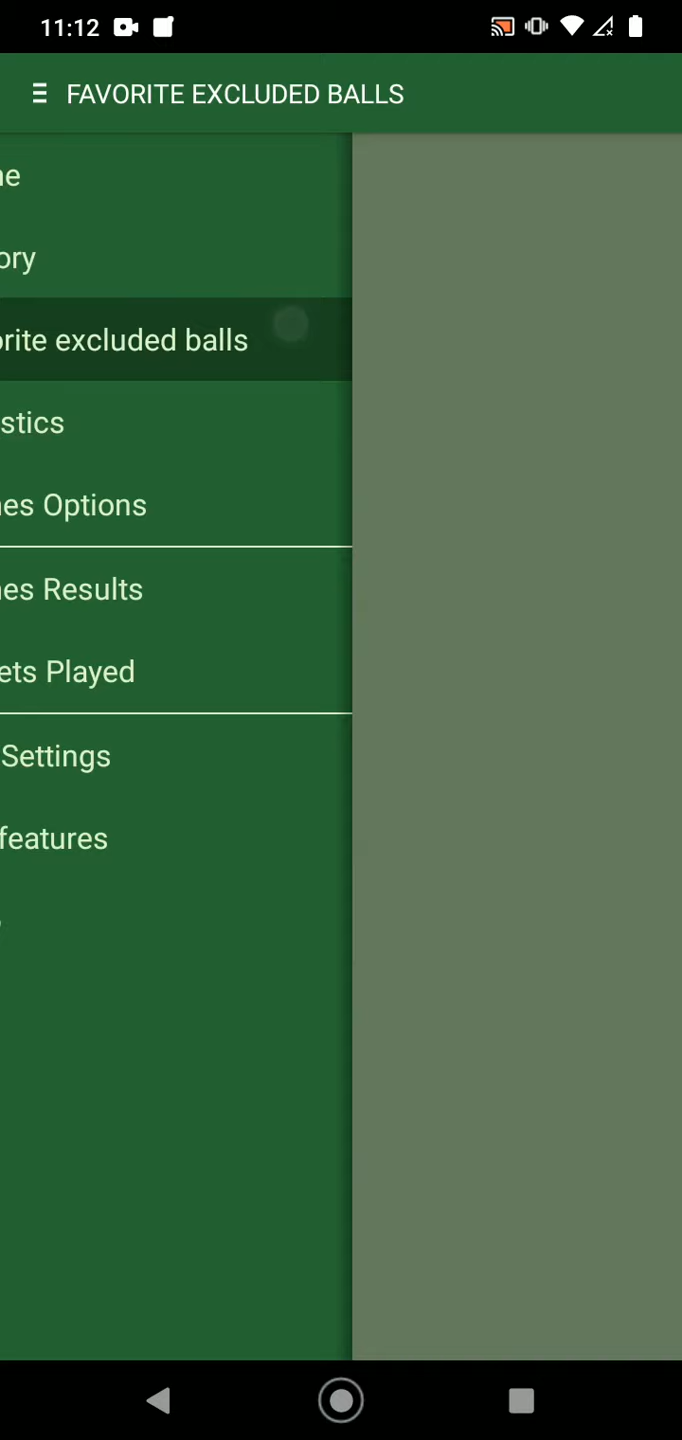 11:12
FAVORITE EXCLUDED BALLS
ne
ory
orite excluded balls
stics
nes Options
nes Results
ets Played
Settings
features